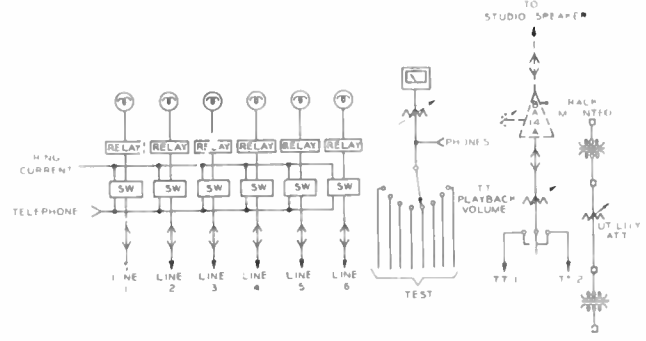 TO
STUDIO SPEAKER
RACK
MOUNTED
RELAY RELAY RELAY RELAY RELAY RELAY
PHONES
RING
CURRENT
SW SW SW SW SW SW
TT
PLAYBACK
VOLUME
TELEPHONE
UTILITY
ATT
LINE LINE LINE LINE LINE LINE
1 2 3 4 5 6
TEST
TT 1 TT 2